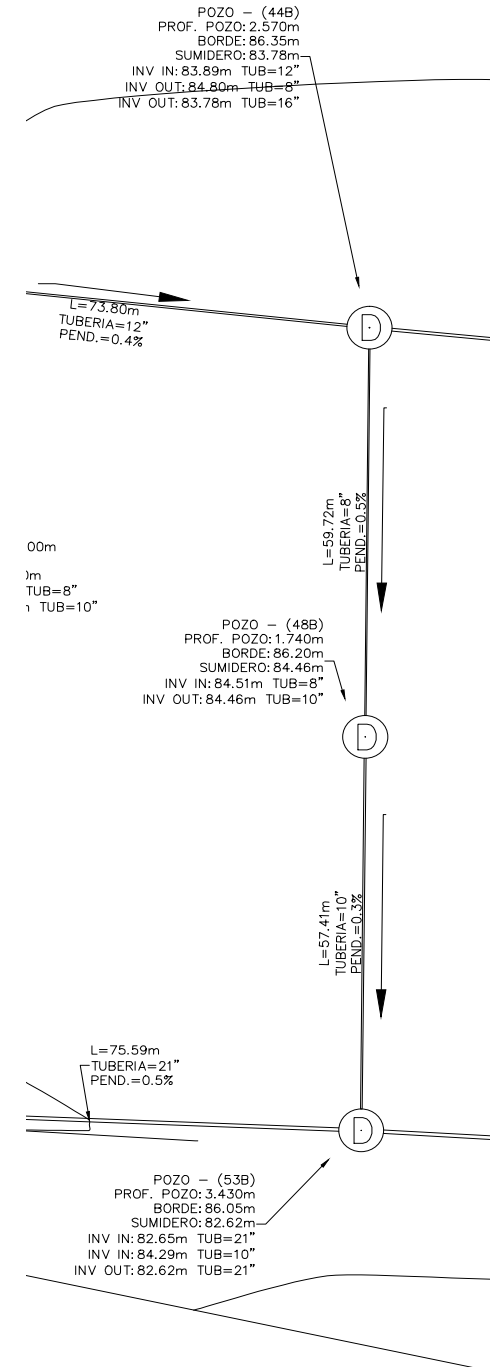 POZO - (44B)
PROF. POZO: 2.570m
BORDE: 86.35m
SUMIDERO: 83.78m
INV IN: 83.89m TUB=12"
INV OUT: 84.80m TUB=8"
INV OUT: 83.78m TUB=16"
L=73.80m
TUBERIA=12"
PEND.=0.4%
D
L=59.72m
TUBERIA=8"
PEND.=0.5%
00m
0m
TUB=8"
TUB=10"
POZO - (48B)
PROF. POZO: 1.740m
BORDE: 86.20m
SUMIDERO: 84.46m
INV IN: 84.51m TUB=8"
INV OUT: 84.46m TUB=10"
D
L=57.41m
TUBERIA=10"
PEND.=0.3%
L=75.59m
TUBERIA=21"
PEND.=0.5%
D
POZO - (53B)
PROF. POZO: 3.430m
BORDE: 86.05m
SUMIDERO: 82.62m
INV IN: 82.65m TUB=21"
INV IN: 84.29m TUB=10"
INV OUT: 82.62m TUB=21"